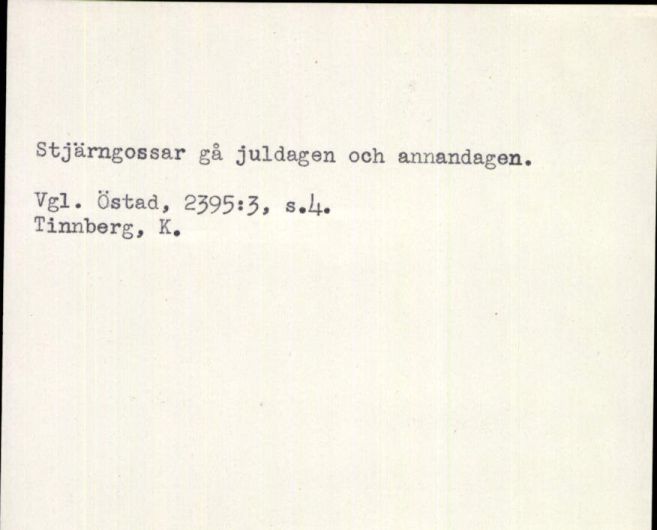 Stjärngossar gå juldagen och annandagen.
Vgl. Östad, 2395:3, s.4.
Tinnberg, K.